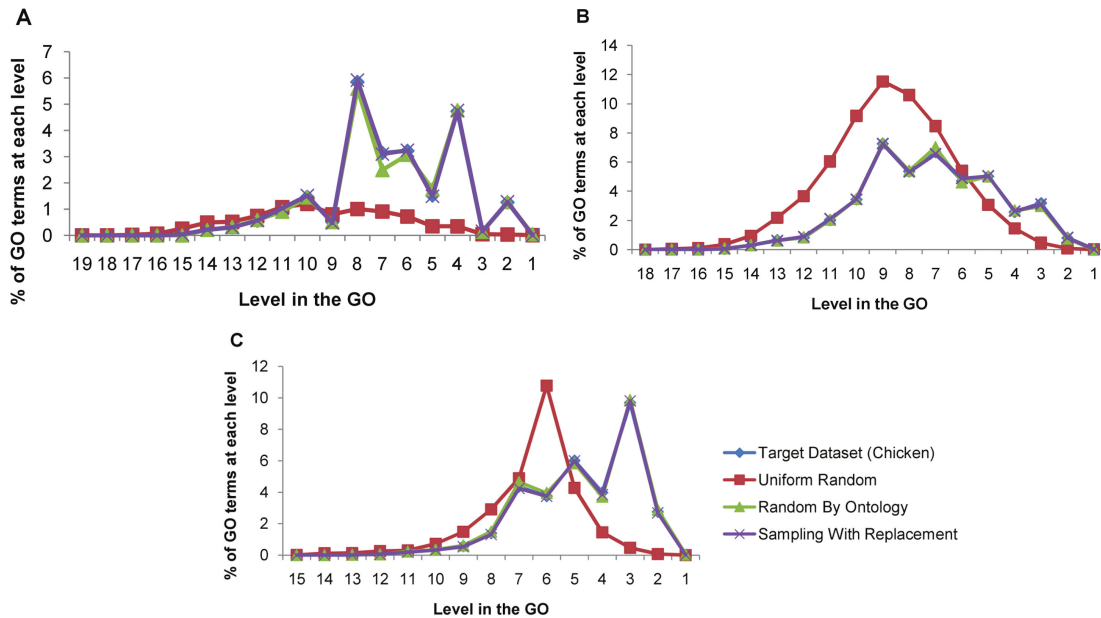 A
% of GO terms at each level
7
6
5
4
3
2
1
0
19 18 17 16 15 14 13 12 11 10 9 8 7 6 5 4 3 2 1
Level in the GO
B
% of GO terms at each level
14
12
10
8
6
4
2
0
18 17 16 15 14 13 12 11 10 9 8 7 6 5 4 3 2 1
Level in the GO
C
% of GO terms at each level
12
10
8
6
4
2
0
15 14 13 12 11 10 9 8 7 6 5 4 3 2 1
Level in the GO
Target Dataset (Chicken)
Uniform Random
Random By Ontology
Sampling With Replacement